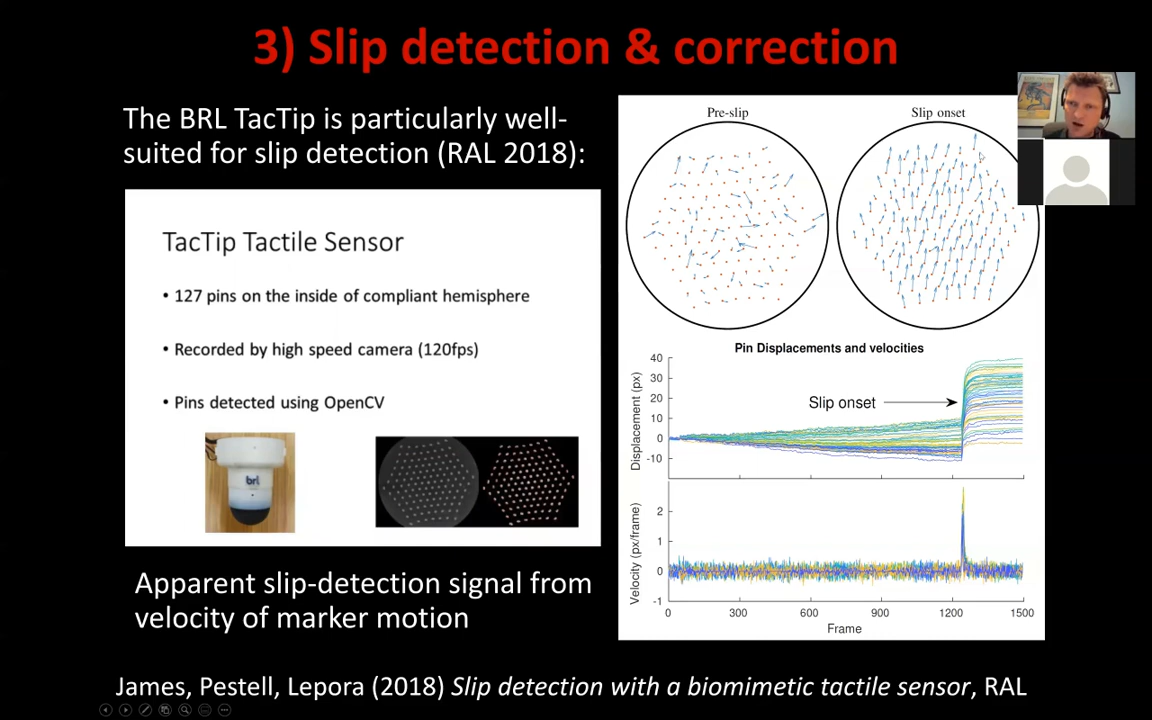 3) Slip detection & correction
The BRL TacTip is particularly well-
suited for slip detection (RAL 2018):
TacTip Tactile Sensor
• 127 pins on the inside of compliant hemisphere
• Recorded by high speed camera (120fps)
• Pins detected using OpenCV
brl
Apparent slip-detection signal from
velocity of marker motion
Pre-slip
Slip onset
Pin Displacements and velocities
Displacement (px)
40
30
20
10
0
-10
Slip onset
Velocity (px/frame)
2
1
0
-1
0 300 600 900 1200 1500
Frame
James, Pestell, Lepora (2018) Slip detection with a biomimetic tactile sensor, RAL